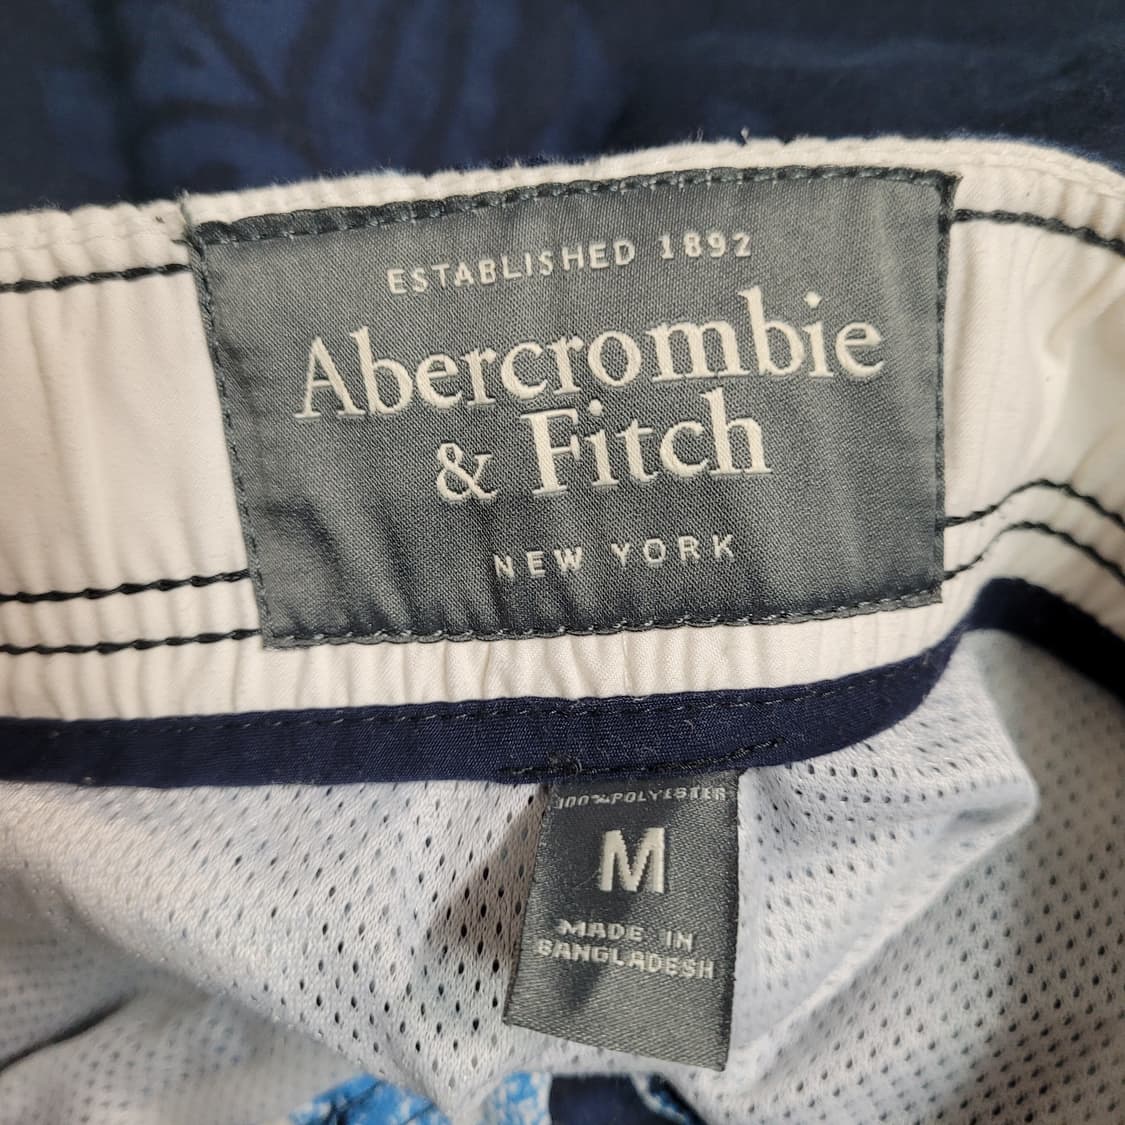 ESTABLISHED 1892
Abercrombie
& Fitch
NEW YORK
100% POLYESTER
M
MADE IN
BANGLADESH